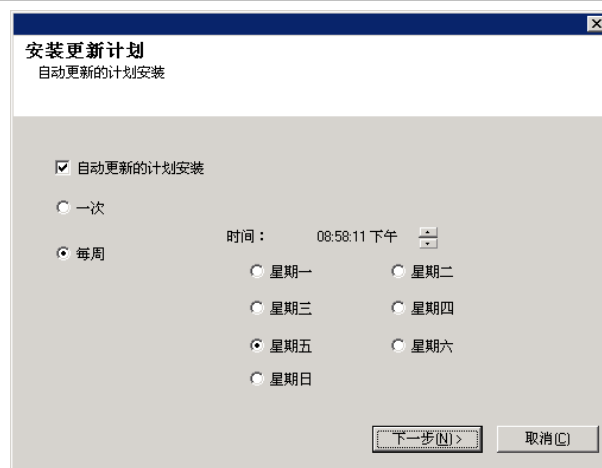 安装更新计划
自动更新的计划安装
自动更新的计划安装
一次
每周
时间： 08:58:11 下午
星期一 星期二
星期三 星期四
星期五 星期六
星期日
下一步(N) > 取消(C)